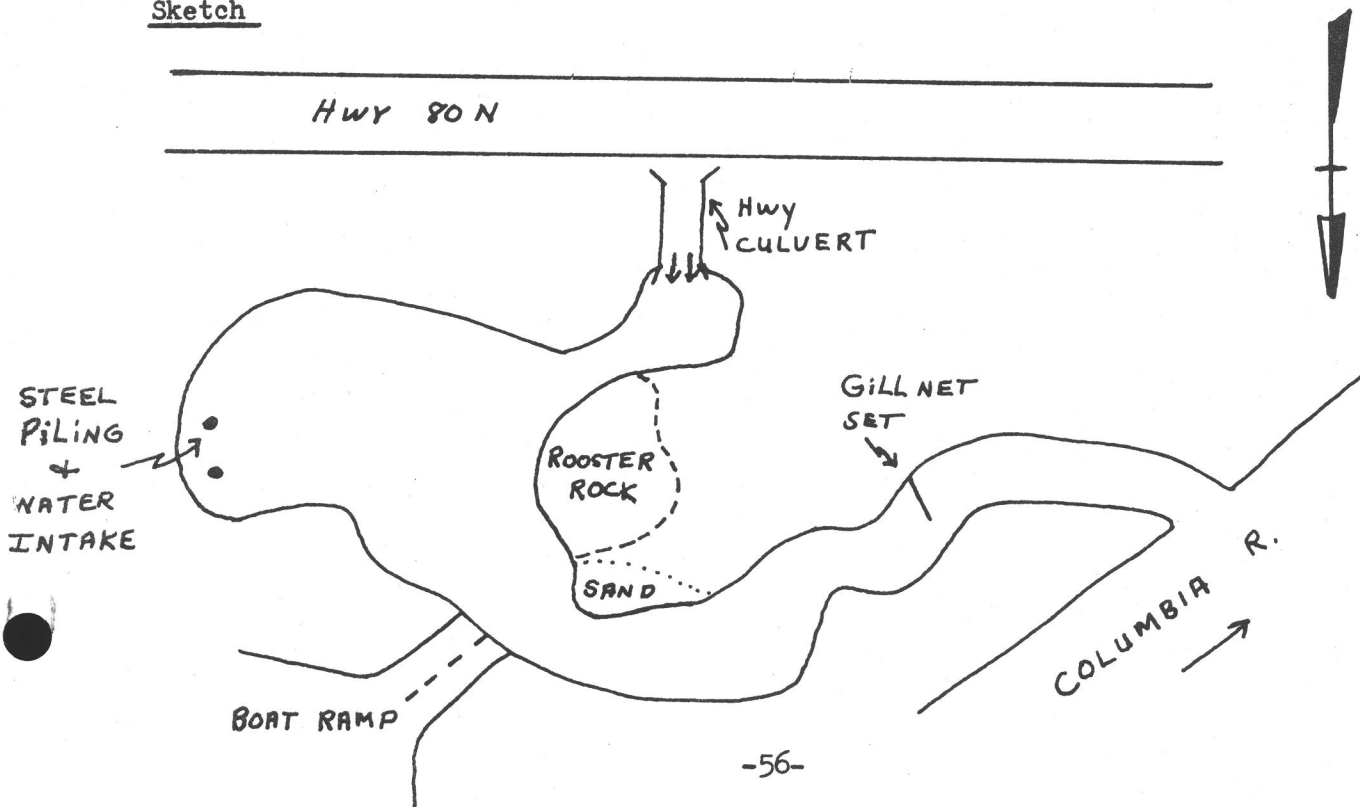 Sketch
HWY 80 N
HWY
CULVERT
GILL NET
SET
STEEL
PILING
&
WATER
INTAKE
ROOSTER
ROCK
SAND
COLUMBIA R.
BOAT RAMP
-56-